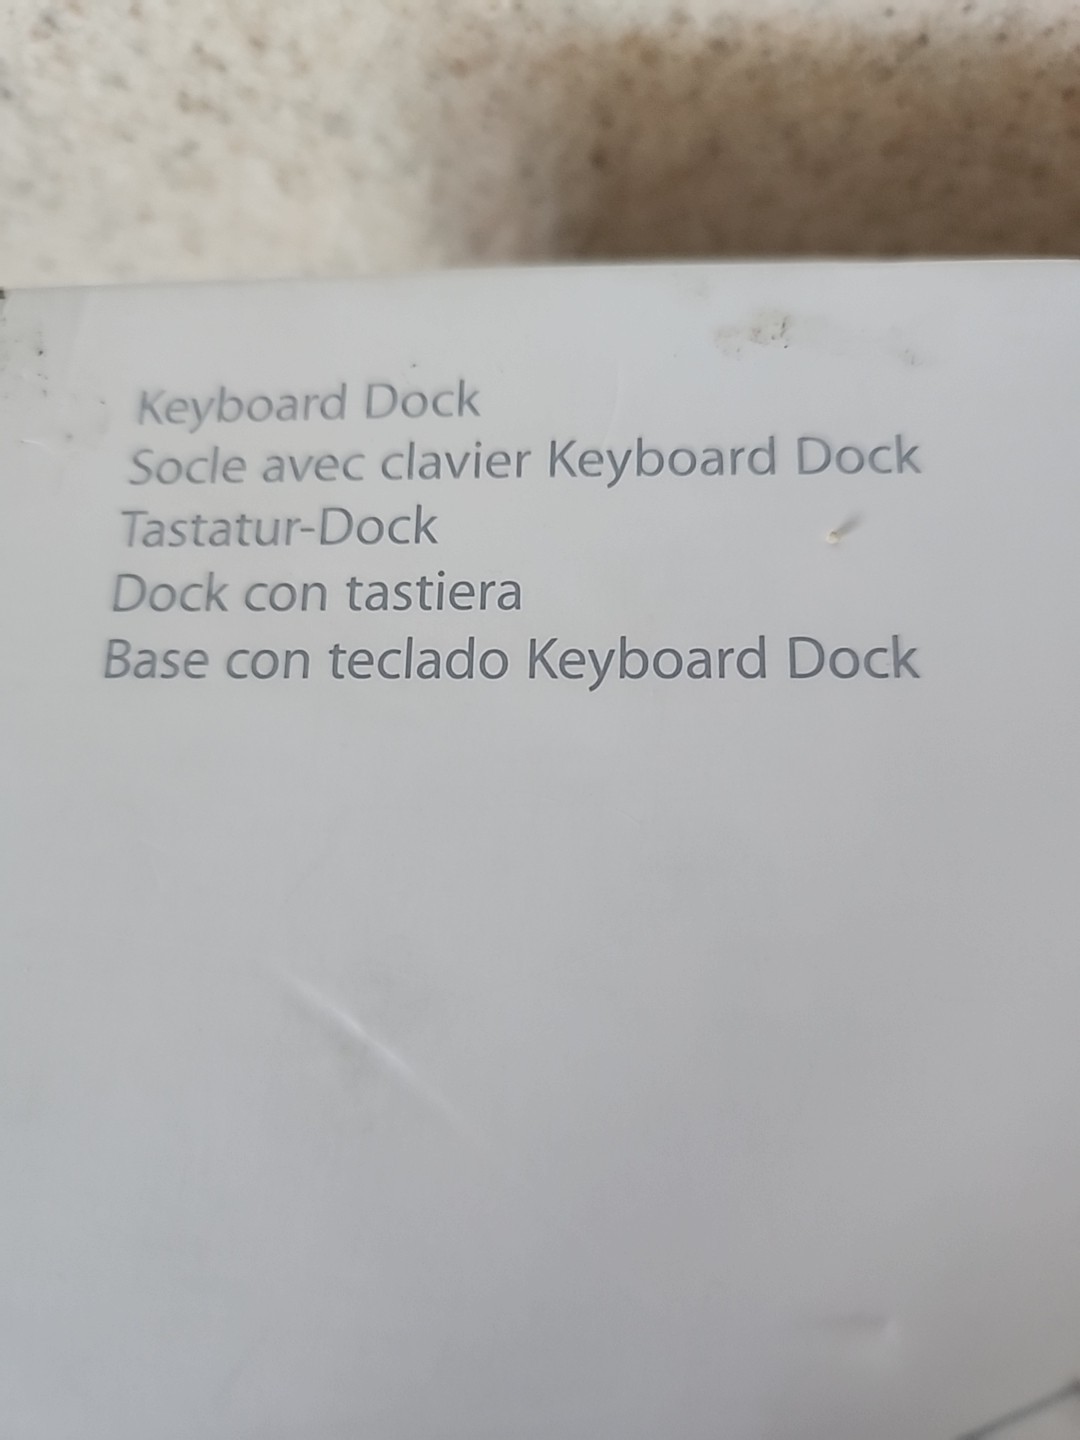 Keyboard Dock
Socle avec clavier Keyboard Dock
Tastatur-Dock
Dock con tastiera
Base con teclado Keyboard Dock